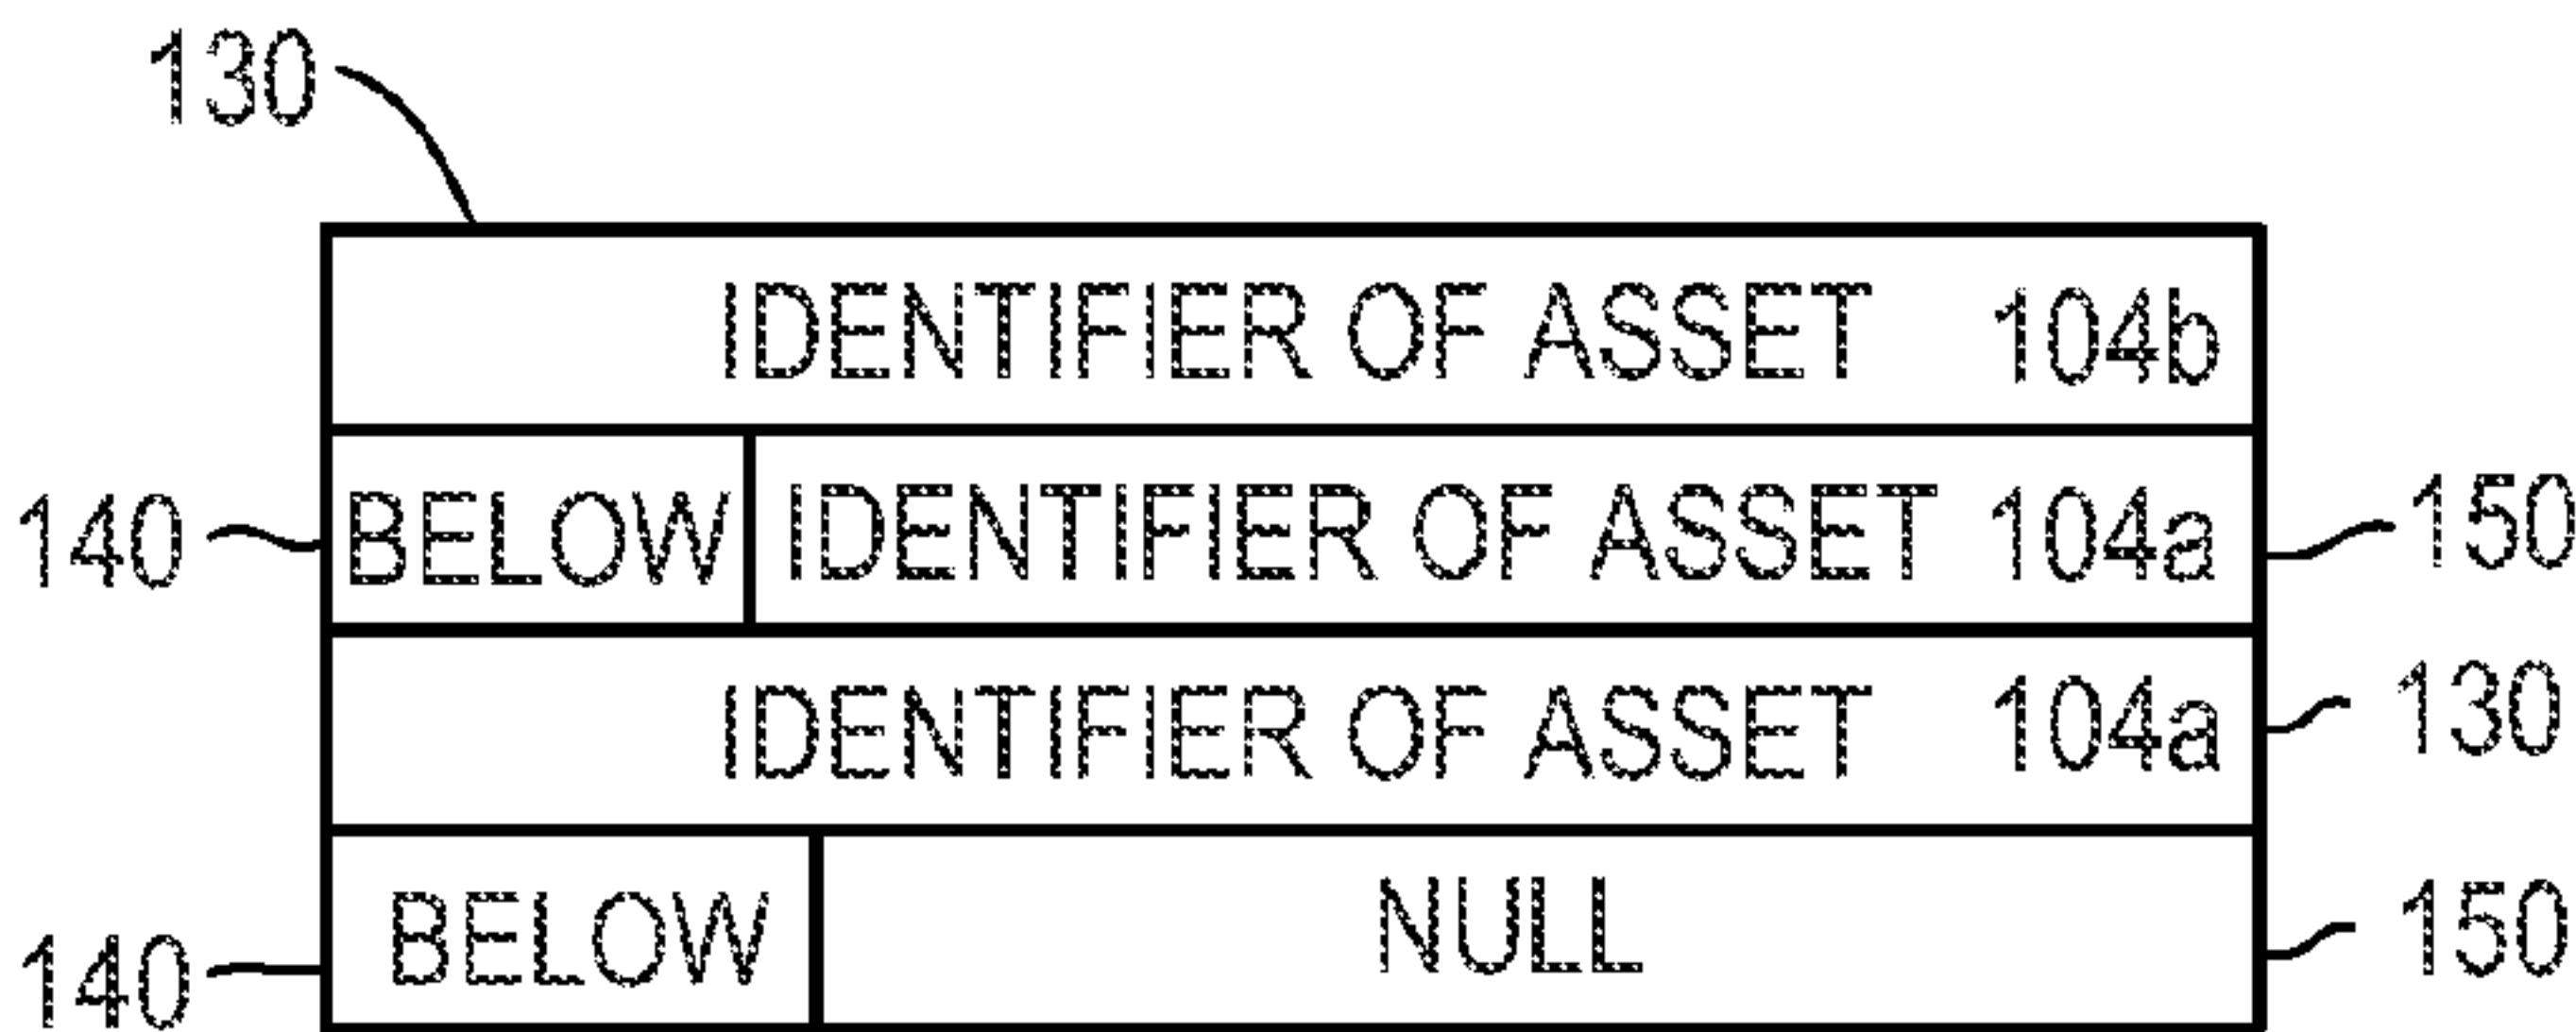 130
IDENTIFIER OF ASSET 104b
140 BELOW IDENTIFIER OF ASSET 104a 150
IDENTIFIER OF ASSET 104a 130
140 BELOW NULL 150